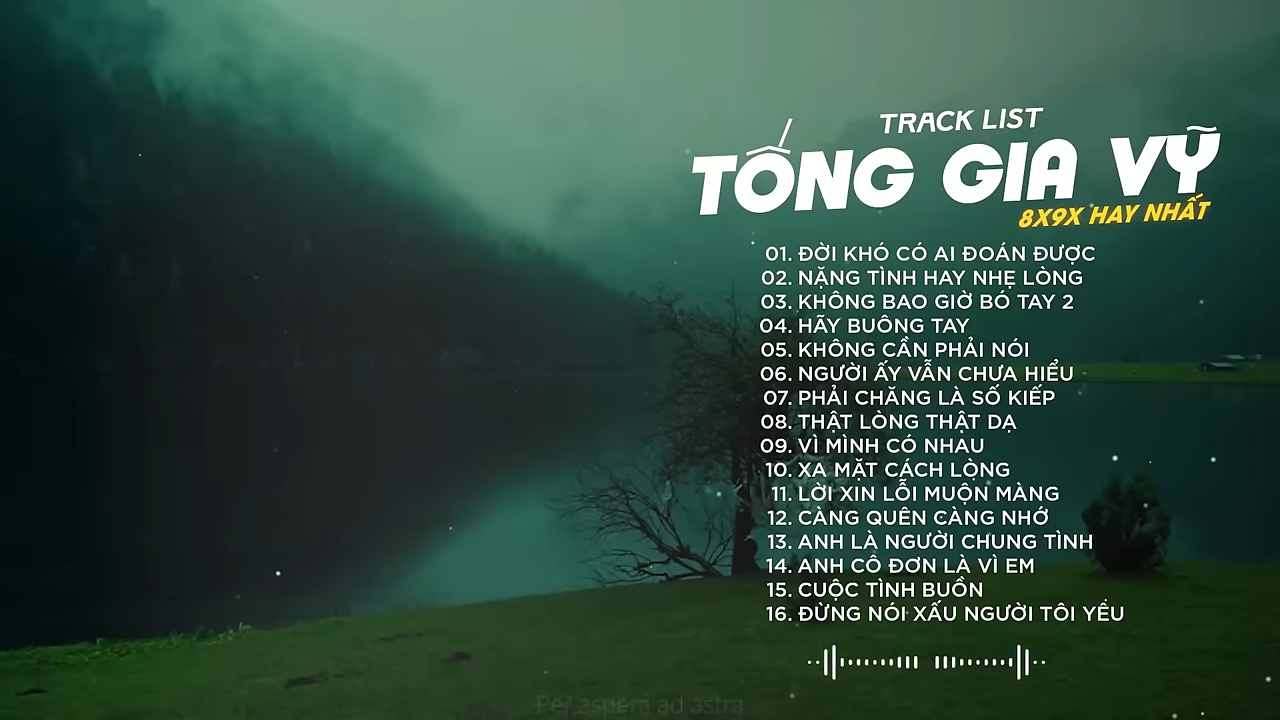 TRACK LIST
TỐNG GIA VỸ
8X9X HAY NHẤT
01. ĐỜI KHÓ CÓ AI ĐOÁN ĐƯỢC
02. NẶNG TÌNH HAY NHẸ LÒNG
03. KHÔNG BAO GIỜ BÓ TAY 2
04. HÃY BUÔNG TAY
05. KHÔNG CẦN PHẢI NÓI
06. NGƯỜI ẤY VẪN CHƯA HIỂU
07. PHẢI CHĂNG LÀ SỐ KIẾP
08. THẬT LÒNG THẬT DẠ
09. VÌ MÌNH CÓ NHAU
10. XA MẶT CÁCH LÒNG
11. LỜI XIN LỖI MUỘN MÀNG
12. CÀNG QUÊN CÀNG NHỚ
13. ANH LÀ NGƯỜI CHUNG TÌNH
14. ANH CÔ ĐƠN LÀ VÌ EM
15. CUỘC TÌNH BUỒN
16. ĐỪNG NÓI XẤU NGƯỜI TÔI YÊU
Per aspera ad astra